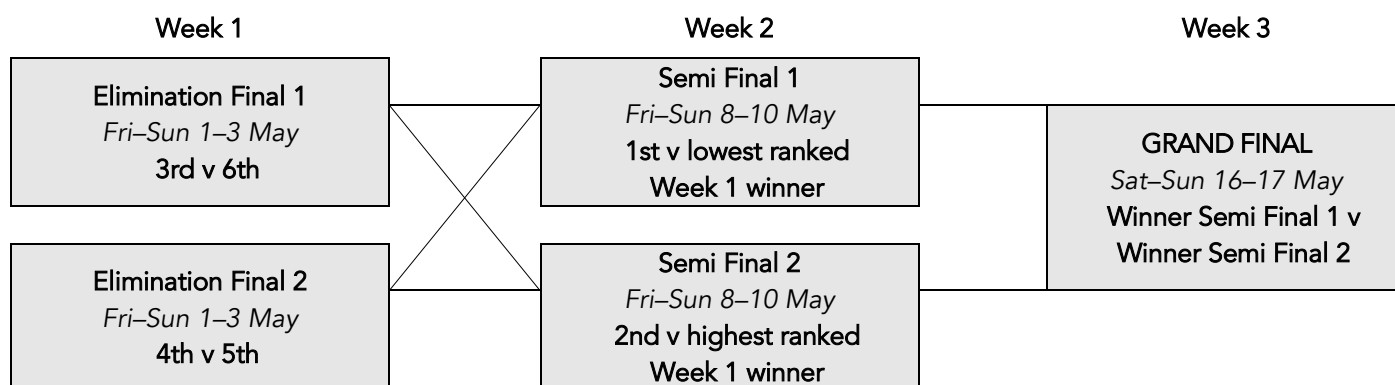 Week 1
Elimination Final 1
Fri–Sun 1–3 May
3rd v 6th
Elimination Final 2
Fri–Sun 1–3 May
4th v 5th
Week 2
Semi Final 1
Fri–Sun 8–10 May
1st v lowest ranked
Week 1 winner
Semi Final 2
Fri–Sun 8–10 May
2nd v highest ranked
Week 1 winner
Week 3
GRAND FINAL
Sat–Sun 16–17 May
Winner Semi Final 1 v
Winner Semi Final 2